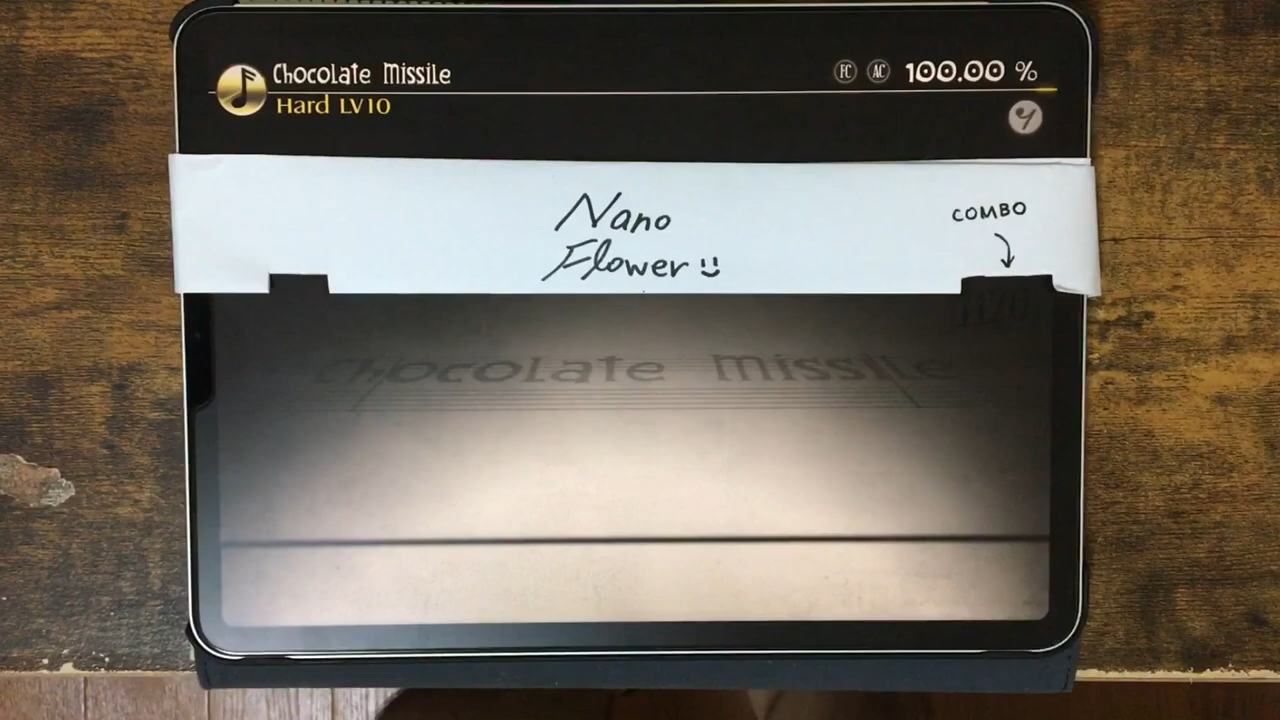 Chocolate Missile
FC AC 100.00 %
Hard LV10
Nano
Flower
COMBO
Chocolate Missile